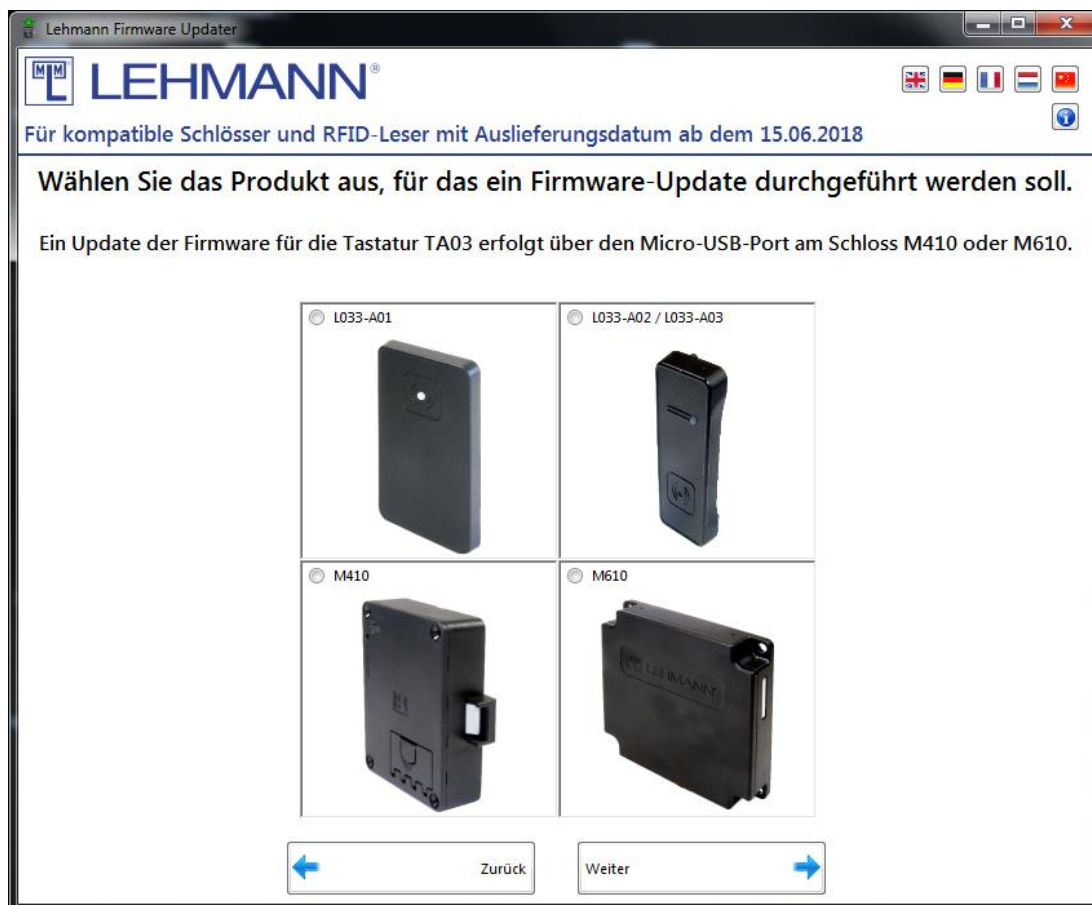 Lehmann Firmware Updater
MLM LEHMANN®
Für kompatible Schlösser und RFID-Leser mit Auslieferungsdatum ab dem 15.06.2018
Wählen Sie das Produkt aus, für das ein Firmware-Update durchgeführt werden soll.
Ein Update der Firmware für die Tastatur TA03 erfolgt über den Micro-USB-Port am Schloss M410 oder M610.
L033-A01
L033-A02 / L033-A03
M410
M610
LEHMANN
Zurück
Weiter